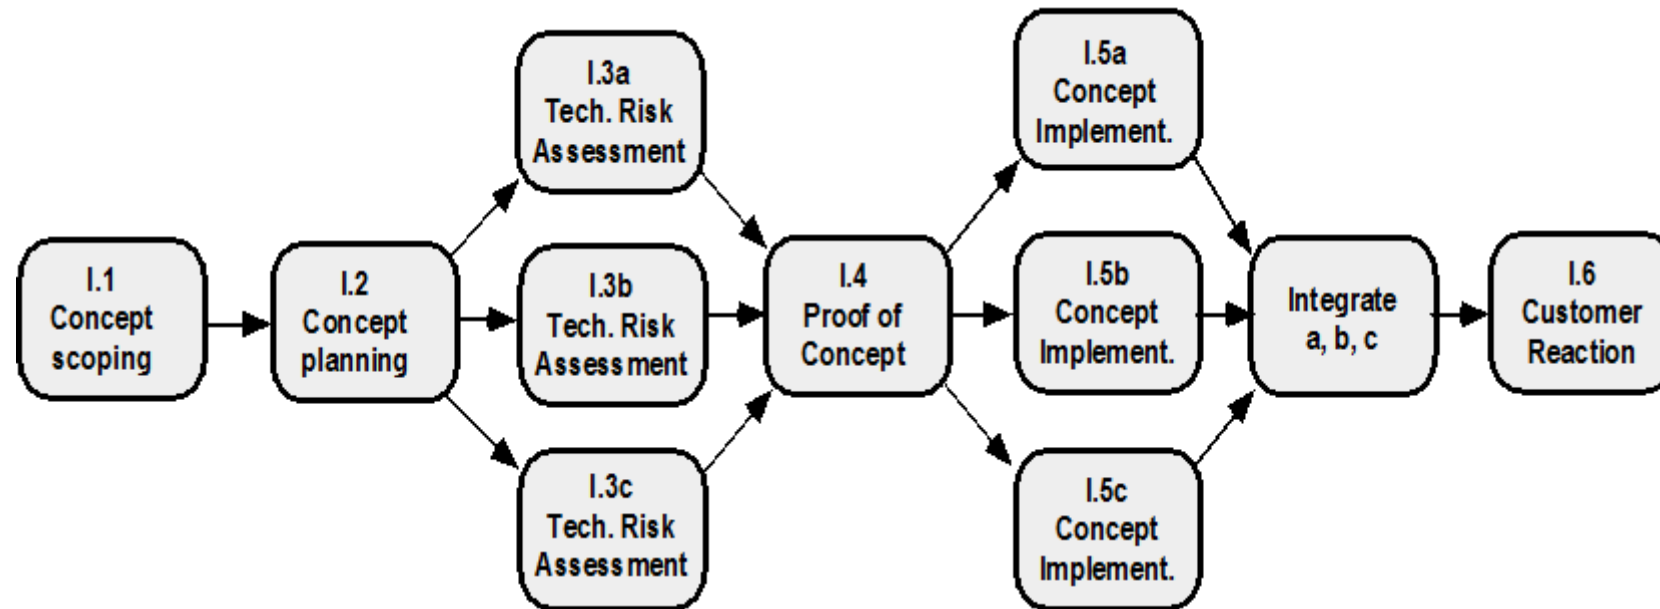 I.1
Concept
scoping
I.2
Concept
planning
I.3a
Tech. Risk
Assessment
I.3b
Tech. Risk
Assessment
I.3c
Tech. Risk
Assessment
I.4
Proof of
Concept
I.5a
Concept
Implement.
I.5b
Concept
Implement.
I.5c
Concept
Implement.
Integrate
a, b, c
I.6
Customer
Reaction